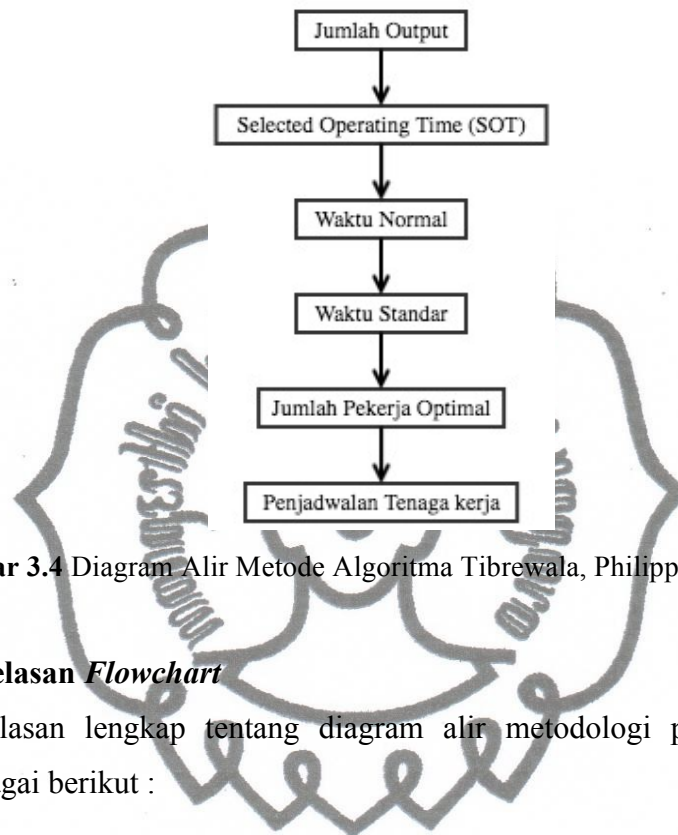 Jumlah Output
Selected Operating Time (SOT)
Waktu Normal
Waktu Standar
Jumlah Pekerja Optimal
Penjadwalan Tenaga kerja
ar 3.4 Diagram Alir Metode Algoritma Tibrewala, Philipp
elasan Flowchart
lasan lengkap tentang diagram alir metodologi p
gai berikut :